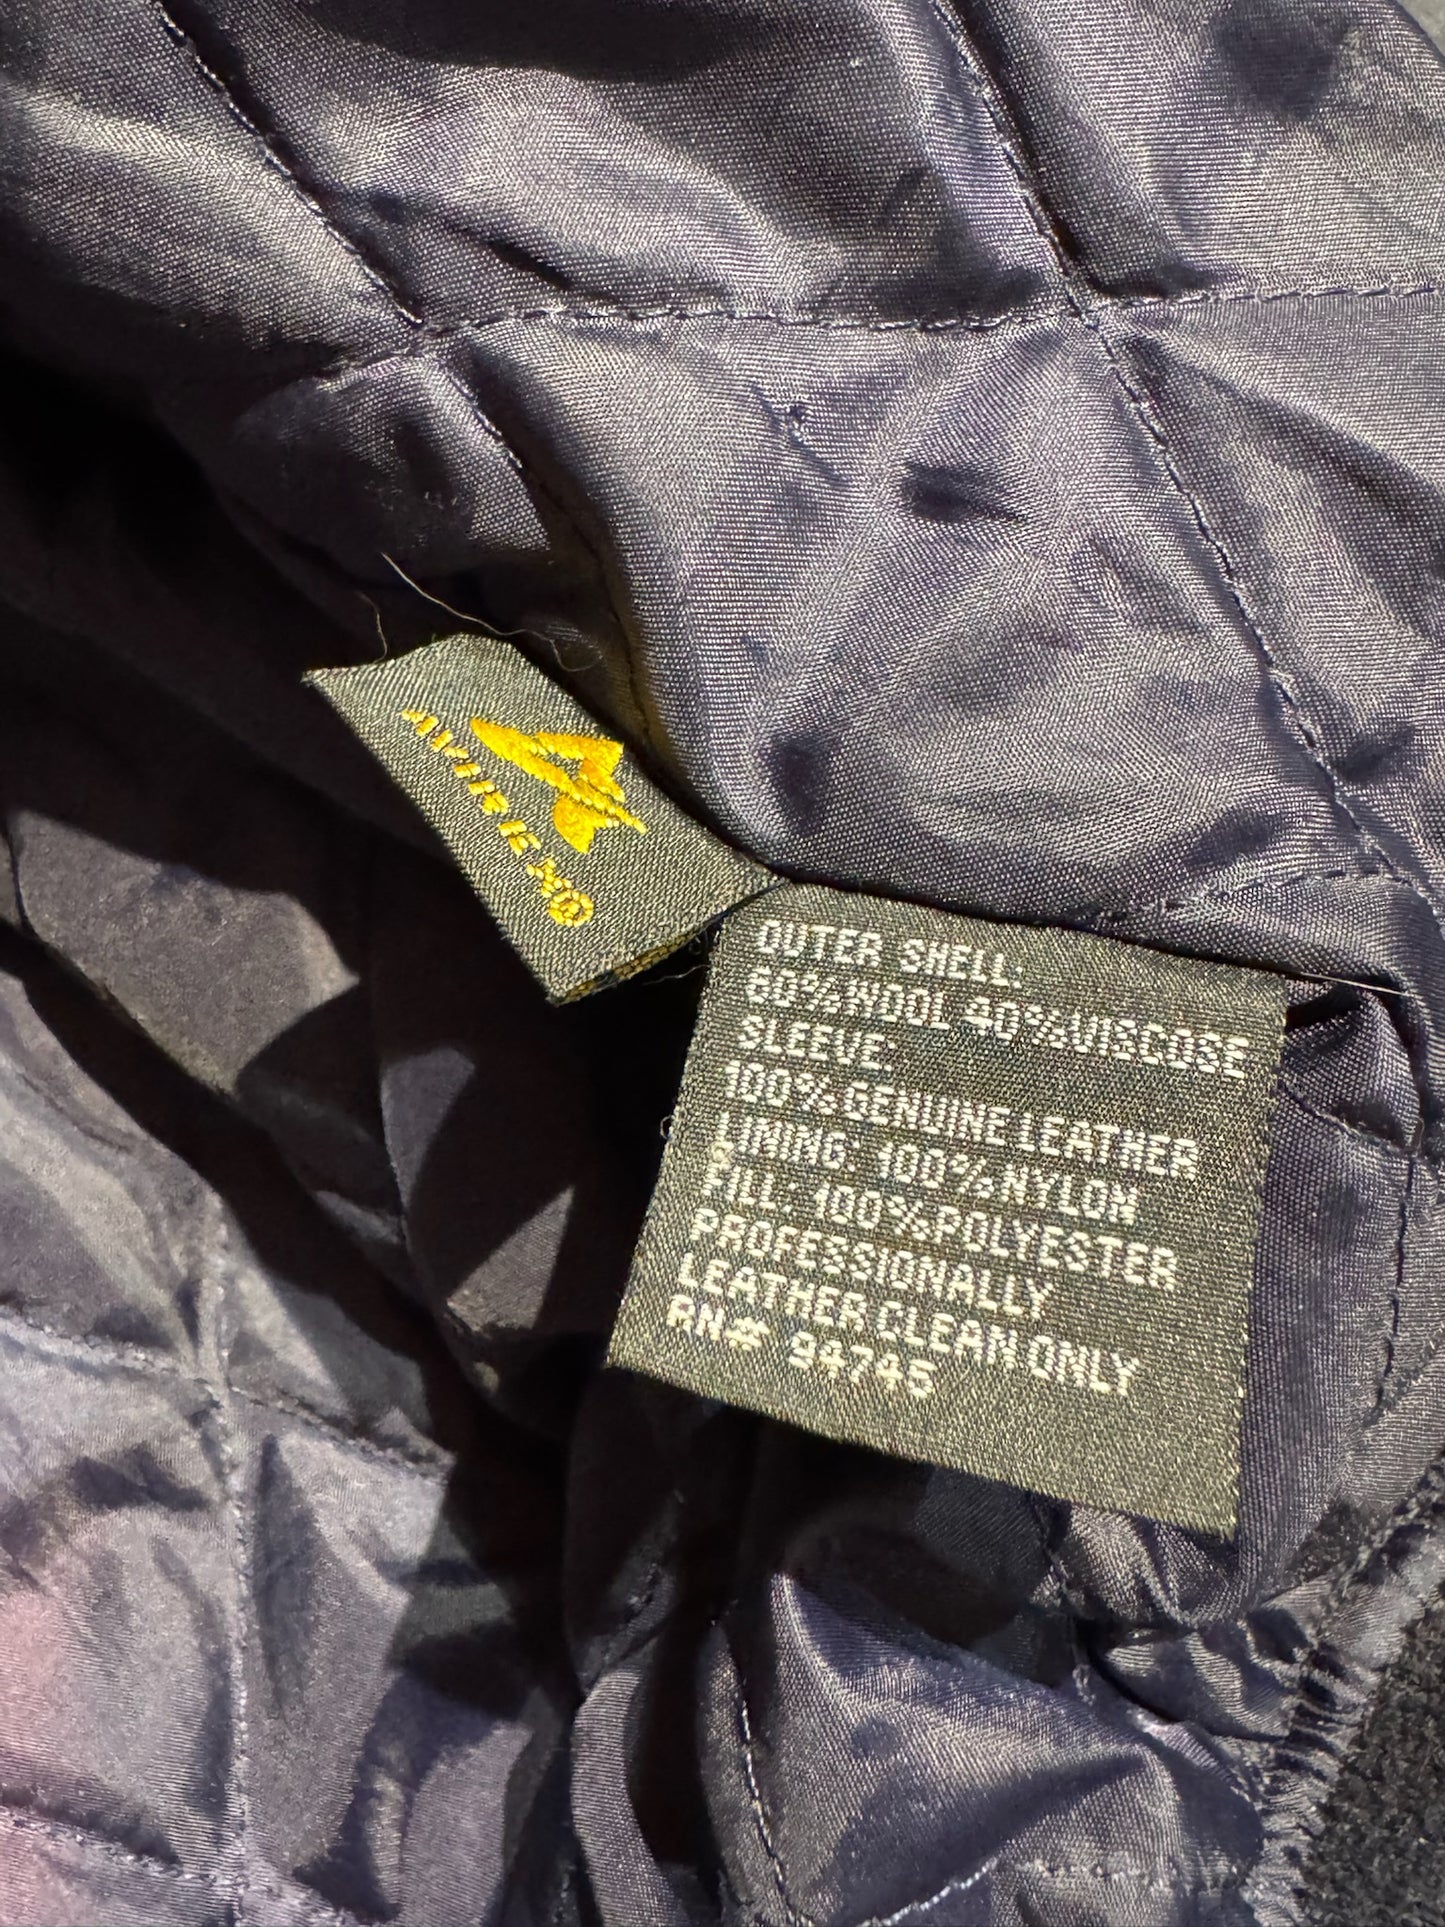 AVIREX®
OUTER SHELL:
60%WOOL 40%VISCOSE
SLEEVE:
100%GENUINE LEATHER
LINING: 100%NYLON
FILL: 100%POLYESTER
PROFESSIONALLY
LEATHER CLEAN ONLY
RN# 94745